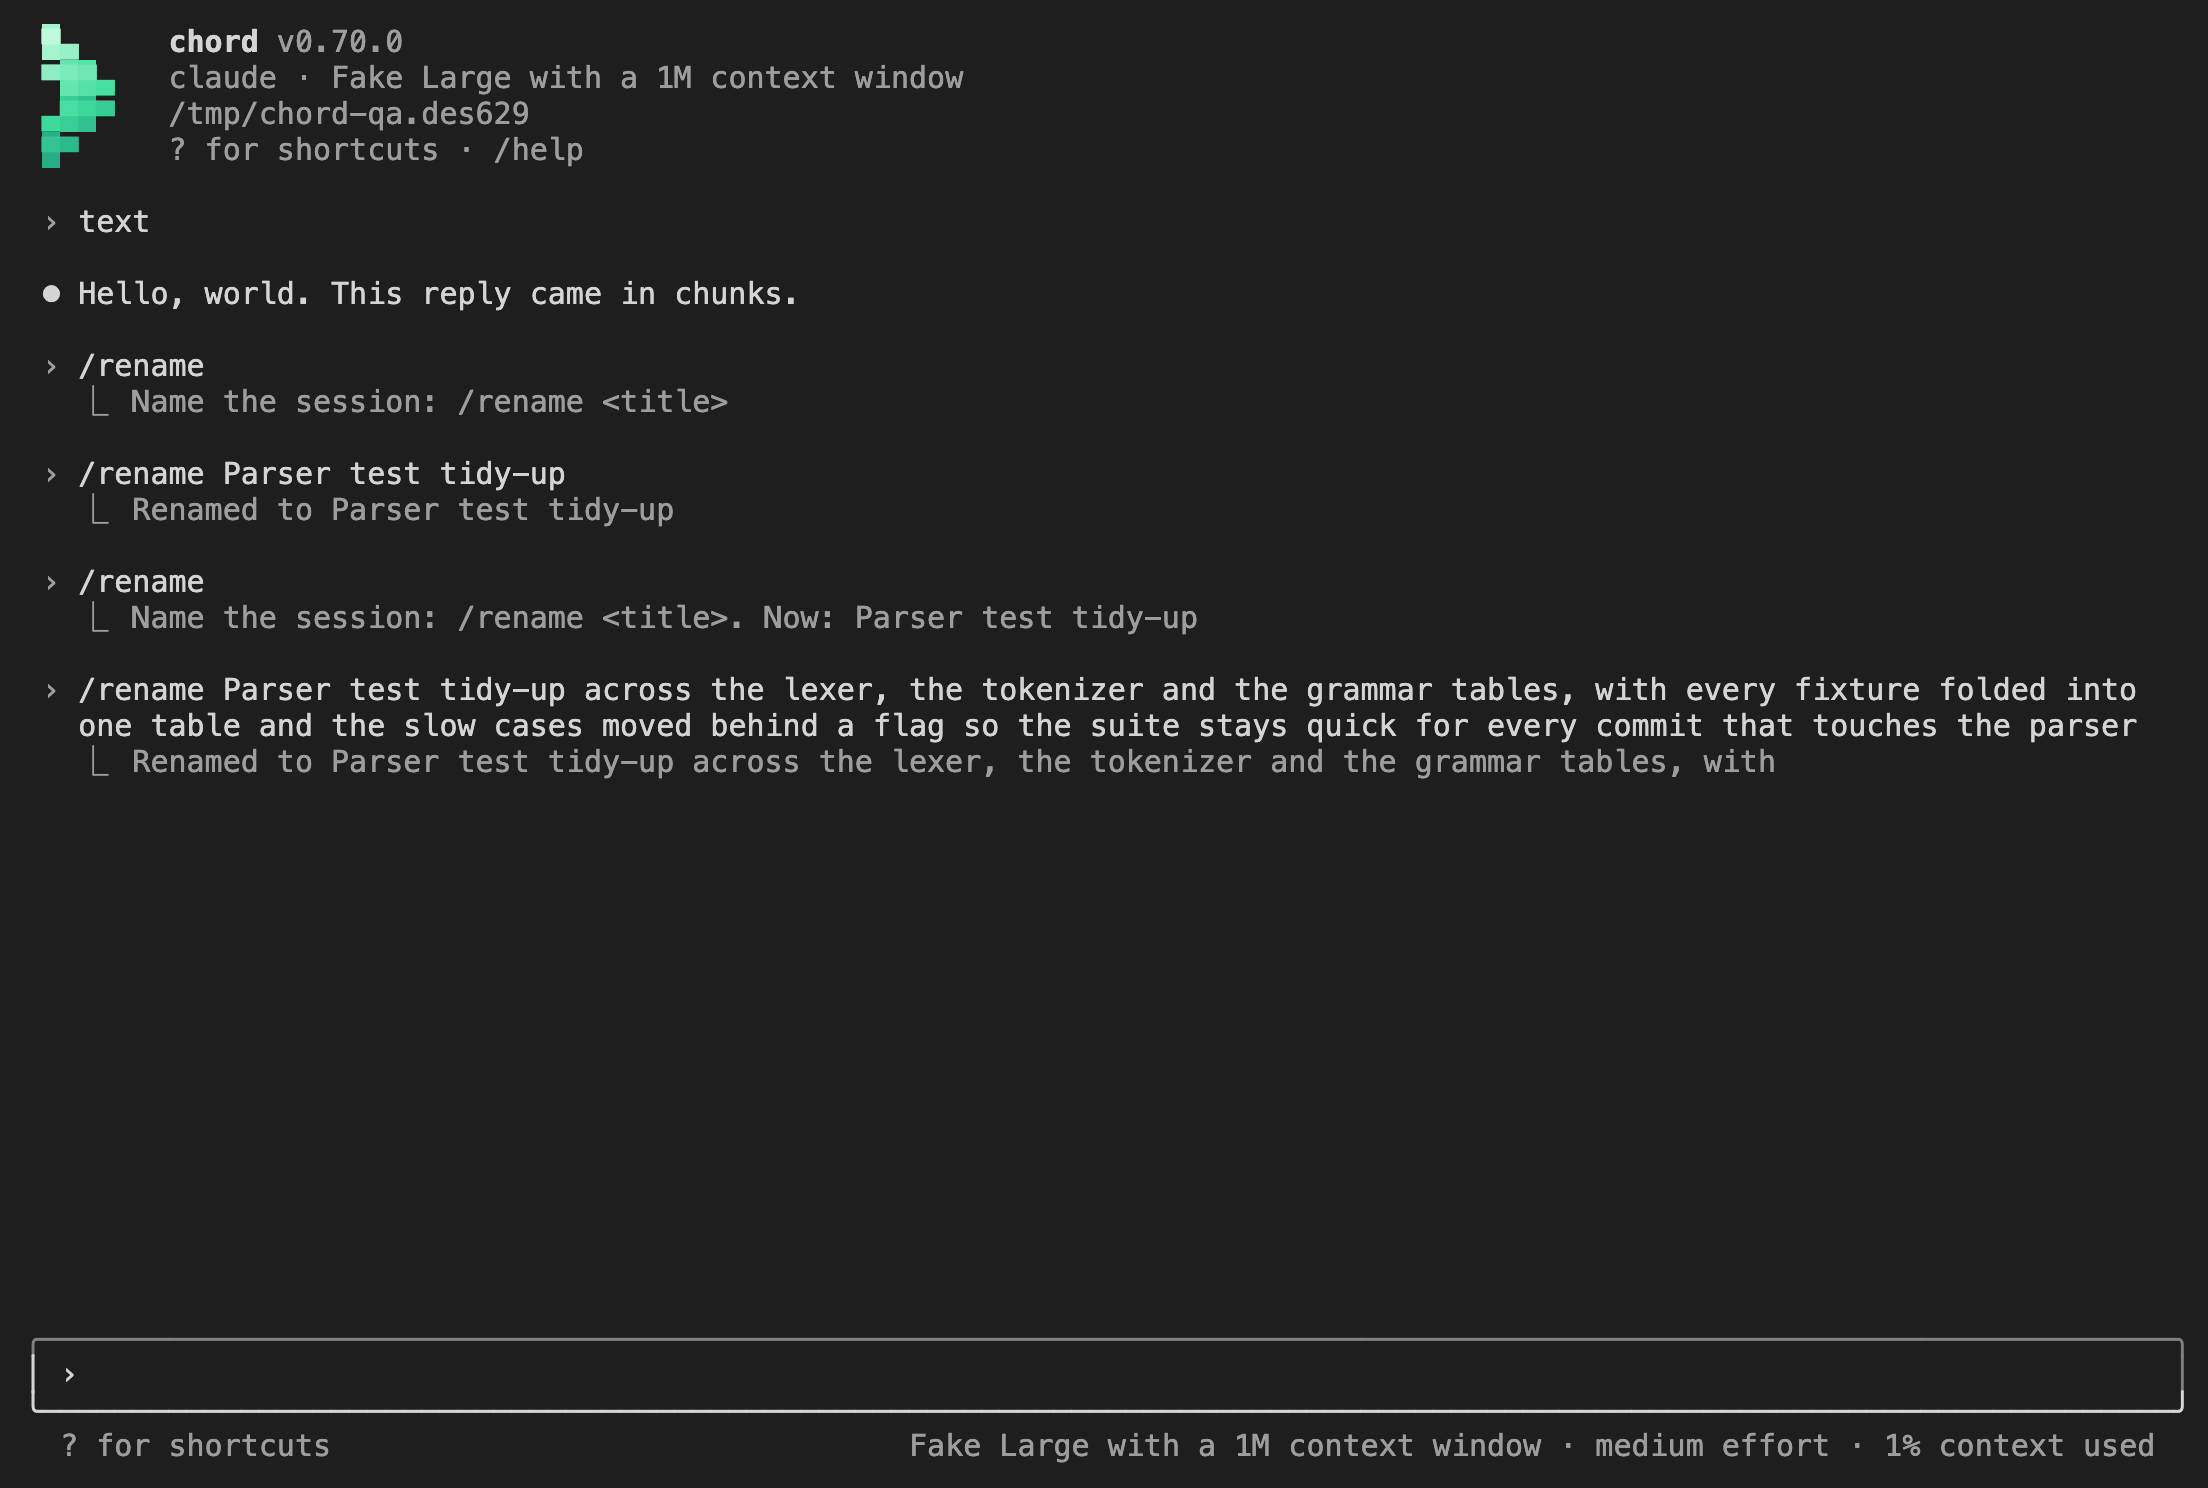 chord v0.70.0
claude · Fake Large with a 1M context window
/tmp/chord-qa.des629
? for shortcuts · /help
› text
● Hello, world. This reply came in chunks.
› /rename
⎿ Name the session: /rename <title>
› /rename Parser test tidy-up
⎿ Renamed to Parser test tidy-up
› /rename
⎿ Name the session: /rename <title>. Now: Parser test tidy-up
› /rename Parser test tidy-up across the lexer, the tokenizer and the grammar tables, with every fixture folded into
one table and the slow cases moved behind a flag so the suite stays quick for every commit that touches the parser
⎿ Renamed to Parser test tidy-up across the lexer, the tokenizer and the grammar tables, with
›
? for shortcuts Fake Large with a 1M context window · medium effort · 1% context used